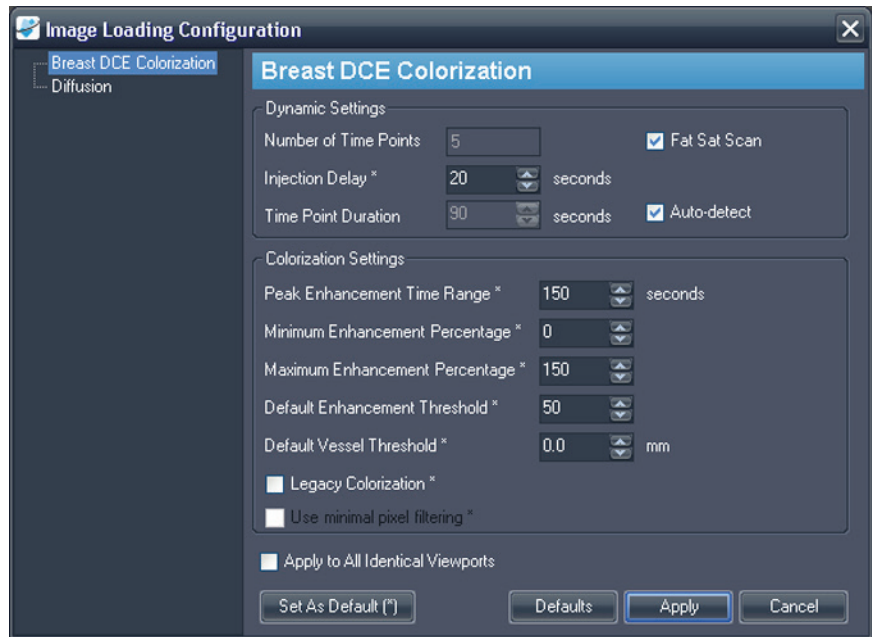 Image Loading Configuration
Breast DCE Colorization
Diffusion
Breast DCE Colorization
Dynamic Settings
Number of Time Points 5 Fat Sat Scan
Injection Delay * 20 seconds
Time Point Duration 90 seconds Auto-detect
Colorization Settings
Peak Enhancement Time Range * 150 seconds
Minimum Enhancement Percentage * 0
Maximum Enhancement Percentage * 150
Default Enhancement Threshold * 50
Default Vessel Threshold * 0.0 mm
Legacy Colorization *
Use minimal pixel filtering *
Apply to All Identical Viewports
Set As Default (*) Defaults Apply Cancel